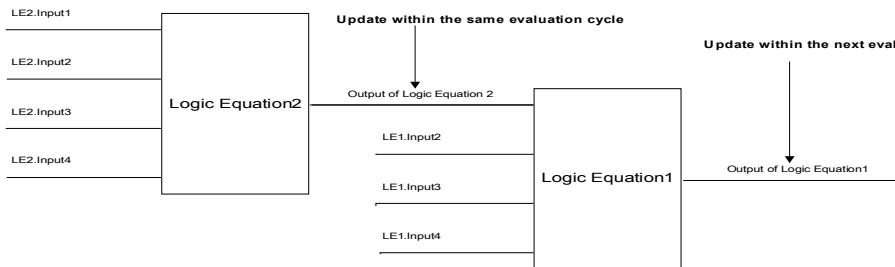 LE2.Input1
Update within the same evaluation cycle
Update within the next eval
LE2.Input2
Output of Logic Equation 2
Logic Equation2
LE2.Input3
LE1.Input2
LE2.Input4
Output of Logic Equation1
Logic Equation1
LE1.Input3
LE1.Input4